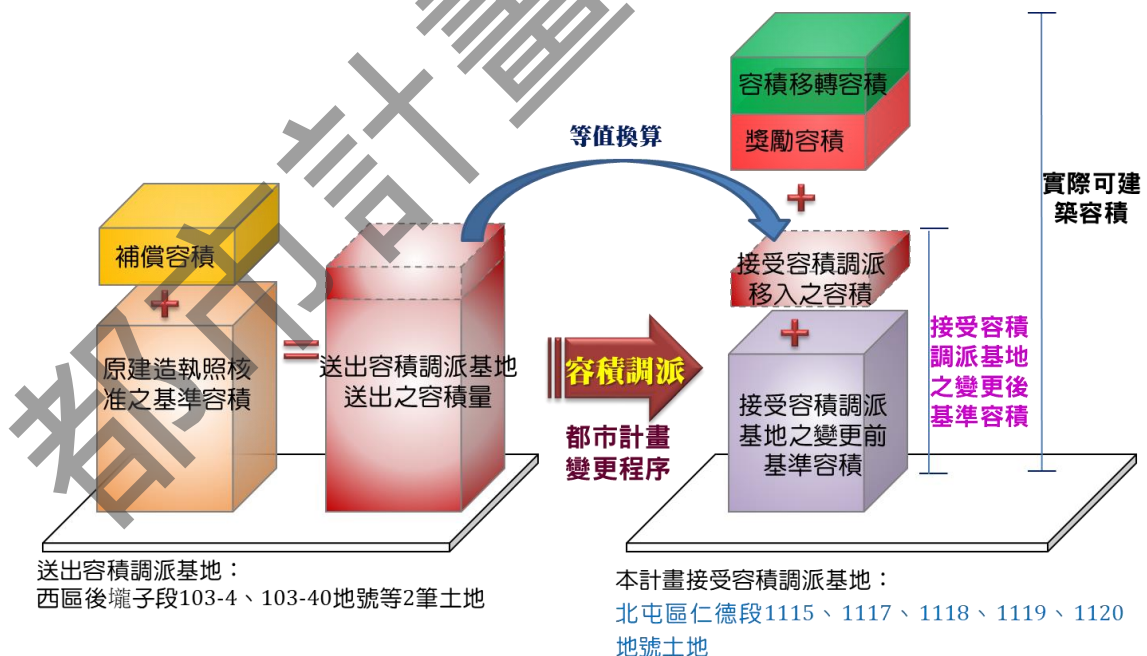 都市計畫
容積移轉容積
獎勵容積
等值換算
+
實際可建
築容積
補償容積
接受容積調派
移入之容積
+
+
接受容積
調派基地
之變更後
基準容積
原建造執照核
准之基準容積
=
送出容積調派基地
送出之容積量
容積調派
都市計畫
變更程序
接受容積調派
基地之變更前
基準容積
送出容積調派基地：
西區後壠子段103-4、103-40地號等2筆土地
本計畫接受容積調派基地：
北屯區仁德段1115、1117、1118、1119、1120
地號土地